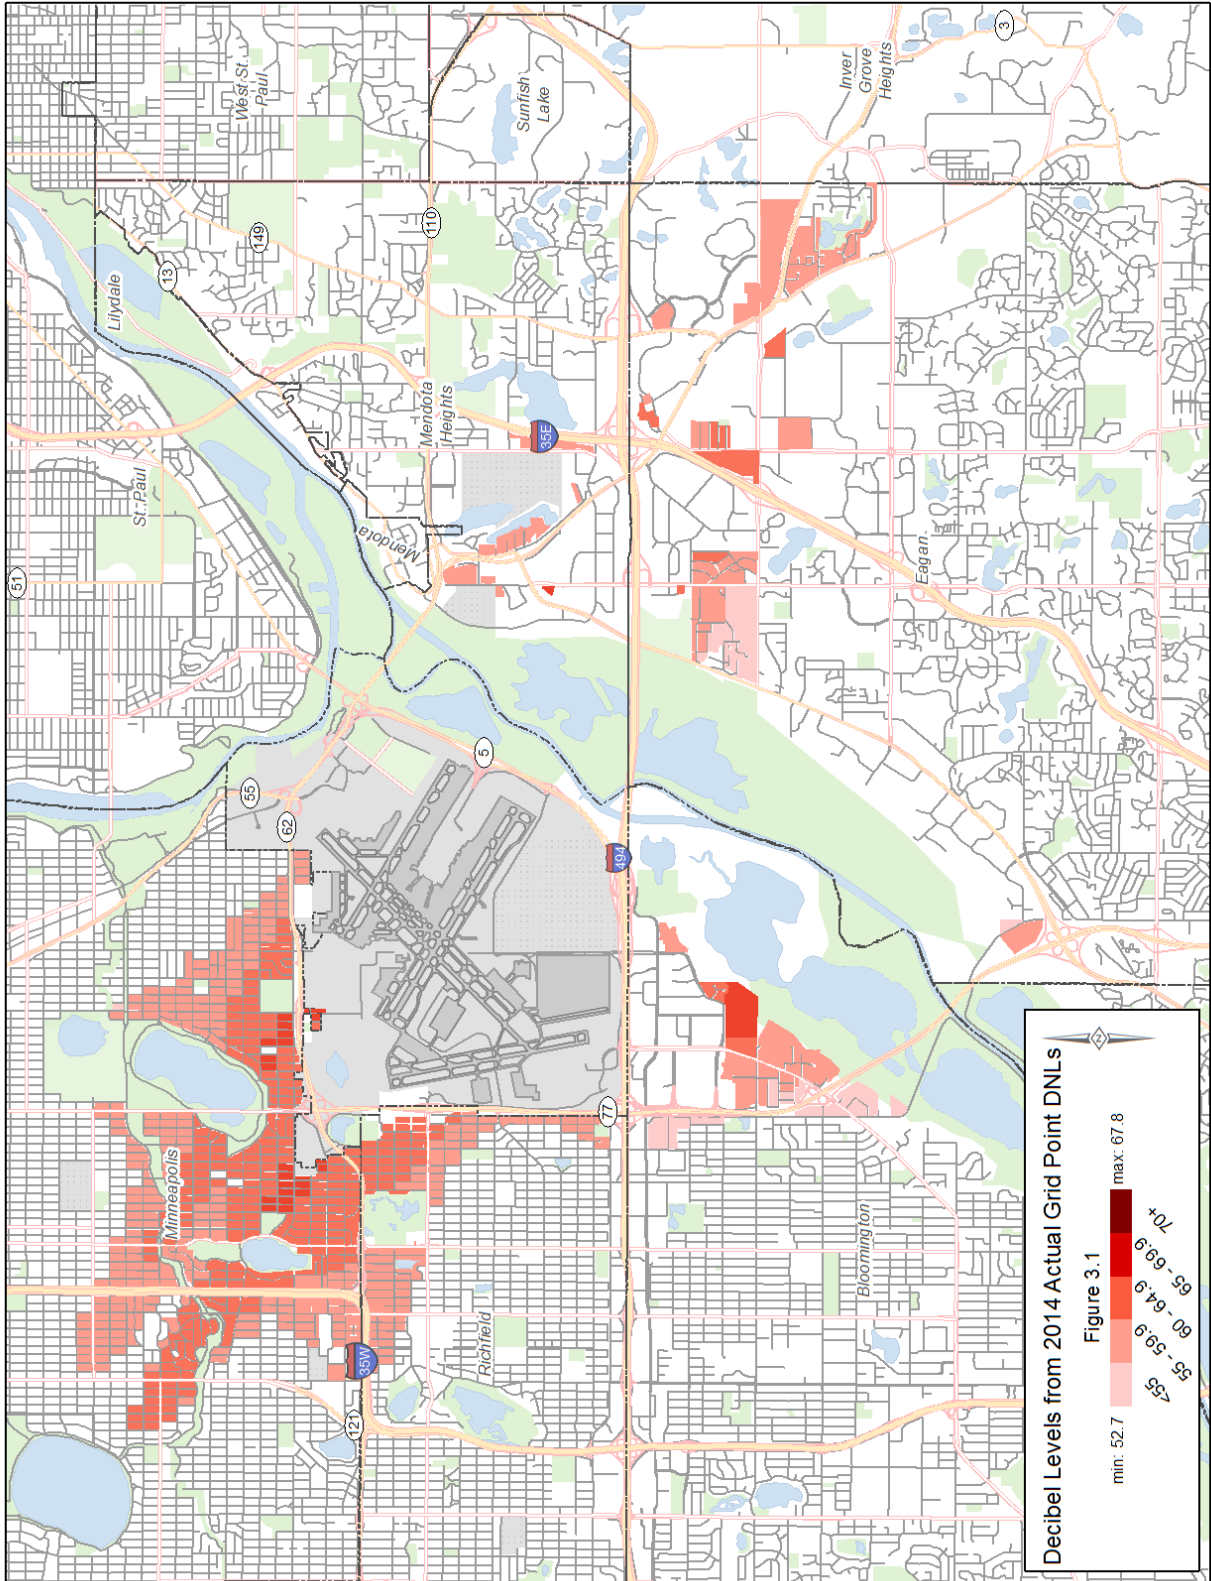 Minneapolis
St. Paul
Lilydale
West St.
Paul
51
55
62
13
149
Mendota
Mendota
Heights
110
Sunfish
Lake
35W
121
Richfield
5
35E
77
494
Bloomington
Eagan
Inver
Grove
Heights
3
Decibel Levels from 2014 Actual Grid Point DNLs
Figure 3.1
min: 52.7 max: 67.8
<55
55 - 59.9
60 - 64.9
65 - 69.9
70+
N